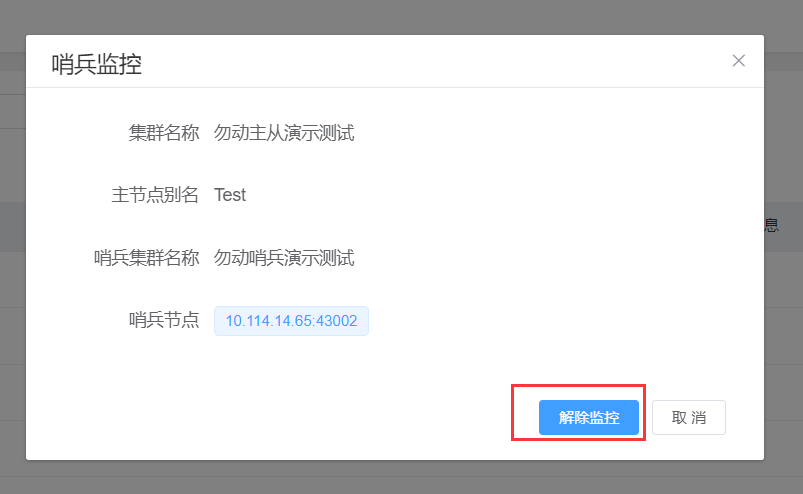 哨兵监控
集群名称 勿动主从演示测试
主节点别名 Test
息
哨兵集群名称 勿动哨兵演示测试
哨兵节点 10.114.14.65:43002
解除监控 取 消